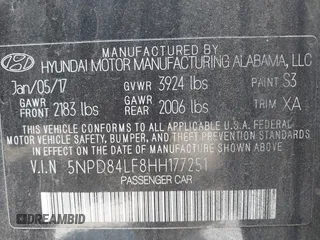 MANUFACTURED BY
HYUNDAI MOTOR MANUFACTURING ALABAMA, LLC
Jan/05/17 GVWR 3924 lbs PAINT S3
GAWR FRONT 2183 lbs GAWR REAR 2006 lbs TRIM XA
THIS VEHICLE CONFORMS TO ALL APPLICABLE U.S. FEDERAL
MOTOR VEHICLE SAFETY, BUMPER, AND THEFT PREVENTION
STANDARDS IN EFFECT ON THE DATE OF MANUFACTURE SHOWN ABOVE.
V.I.N 5NPD84LF8HH177251
PASSENGER CAR
DREAMBID